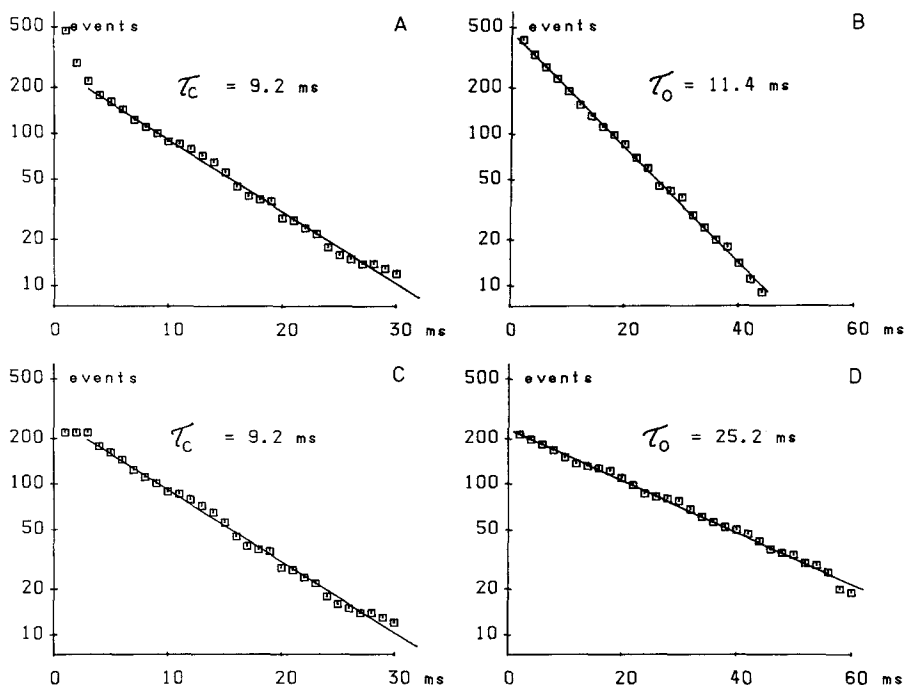 500 events A
200
τC = 9.2 ms
100
50
20
10
0 10 20 30 ms
500 events B
200
τO = 11.4 ms
100
50
20
10
0 20 40 60 ms
500 events C
200
τC = 9.2 ms
100
50
20
10
0 10 20 30 ms
500 events D
200
τO = 25.2 ms
100
50
20
10
0 20 40 60 ms